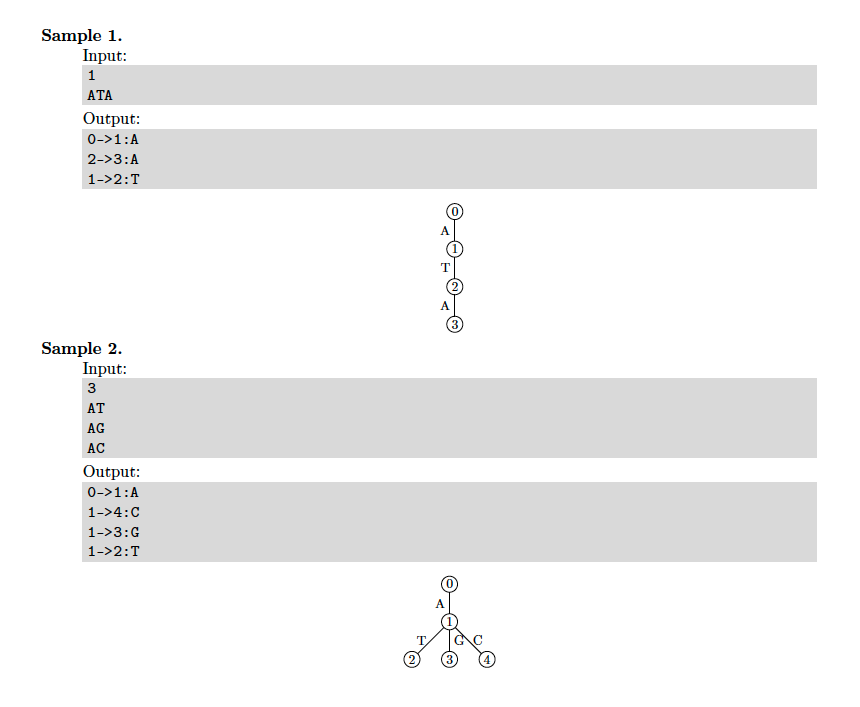 Sample 1.
Input:
1
ATA
Output:
0->1:A
2->3:A
1->2:T
0
A
1
T
2
A
3
Sample 2.
Input:
3
AT
AG
AC
Output:
0->1:A
1->4:C
1->3:G
1->2:T
0
A
1
T G C
2 3 4